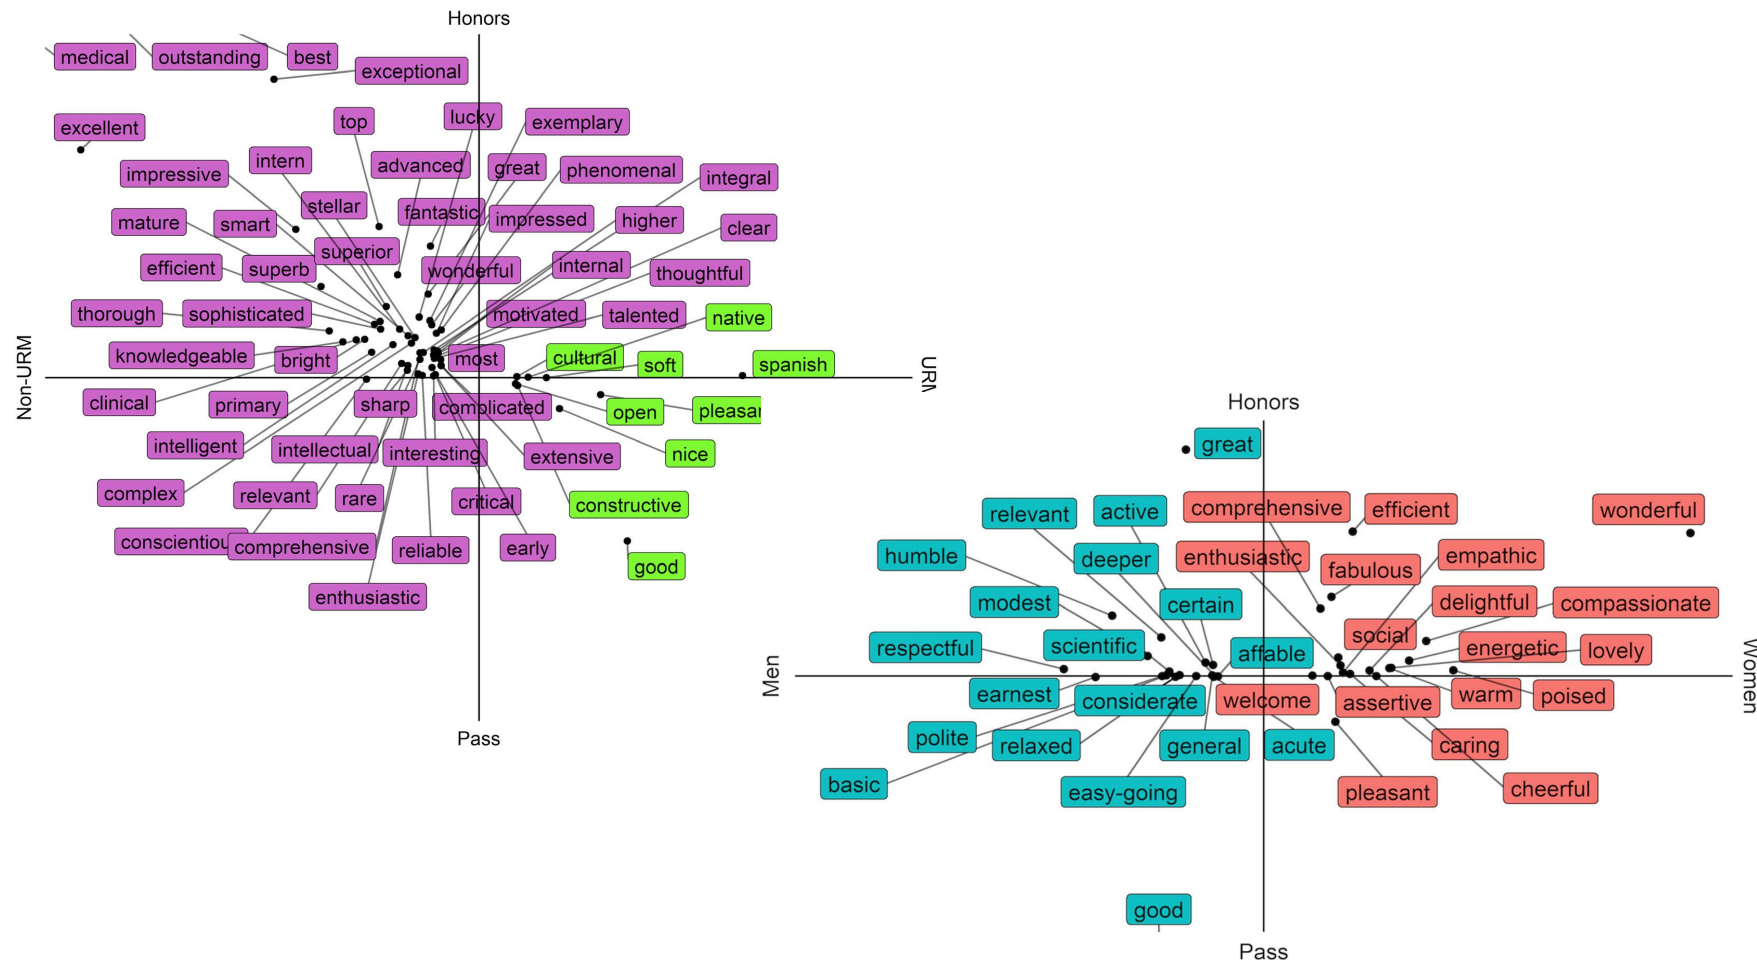 Honors
medical
outstanding
best
exceptional
excellent
top
lucky
exemplary
impressive
intern
advanced
great
phenomenal
integral
stellar
mature
smart
fantastic
impressed
higher
clear
superior
efficient
superb
wonderful
internal
thoughtful
thorough
sophisticated
motivated
talented
native
knowledgeable
bright
most
cultural
soft
spanish
Non-URM
URM
clinical
primary
sharp
complicated
open
pleasan
intelligent
intellectual
interesting
extensive
nice
complex
relevant
rare
critical
constructive
conscientiou
comprehensive
reliable
early
good
enthusiastic
Pass
Honors
great
relevant
active
comprehensive
efficient
wonderful
humble
deeper
enthusiastic
fabulous
empathic
modest
certain
delightful
compassionate
respectful
scientific
affable
social
energetic
lovely
Men
Women
earnest
considerate
welcome
assertive
warm
poised
polite
relaxed
general
acute
caring
basic
easy-going
pleasant
cheerful
good
Pass